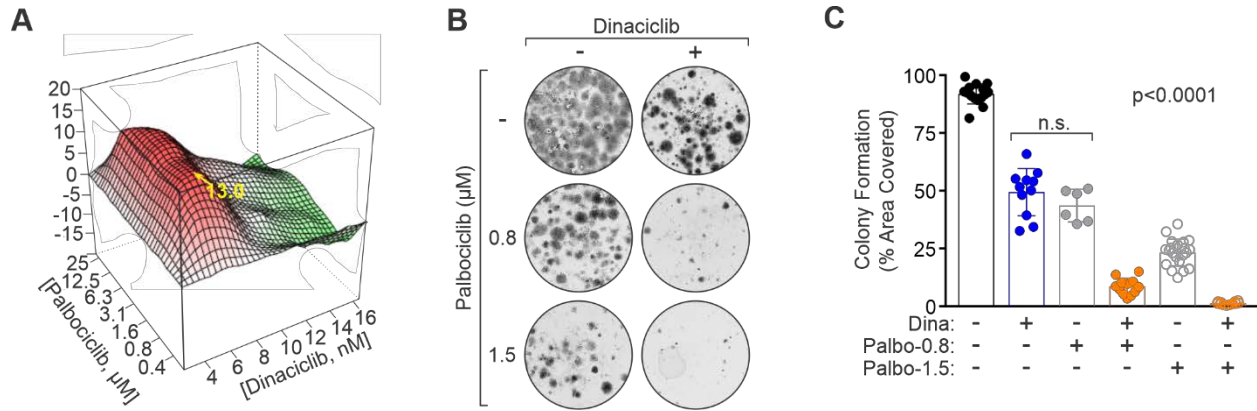 A
20
15
10
5
0
-5
-10
-15
13.0
25
12.5
6.3
3.1
1.6
0.8
0.4
[Palbociclib, µM]
4
6
8
10
12
14
16
[Dinaciclib, nM]
B
Dinaciclib
- +
Palbociclib (µM)
-
0.8
1.5
C
Colony Formation
(% Area Covered)
100
75
50
25
0
p<0.0001
n.s.
Dina: - + - + - +
Palbo-0.8: - - + + - -
Palbo-1.5: - - - - + +